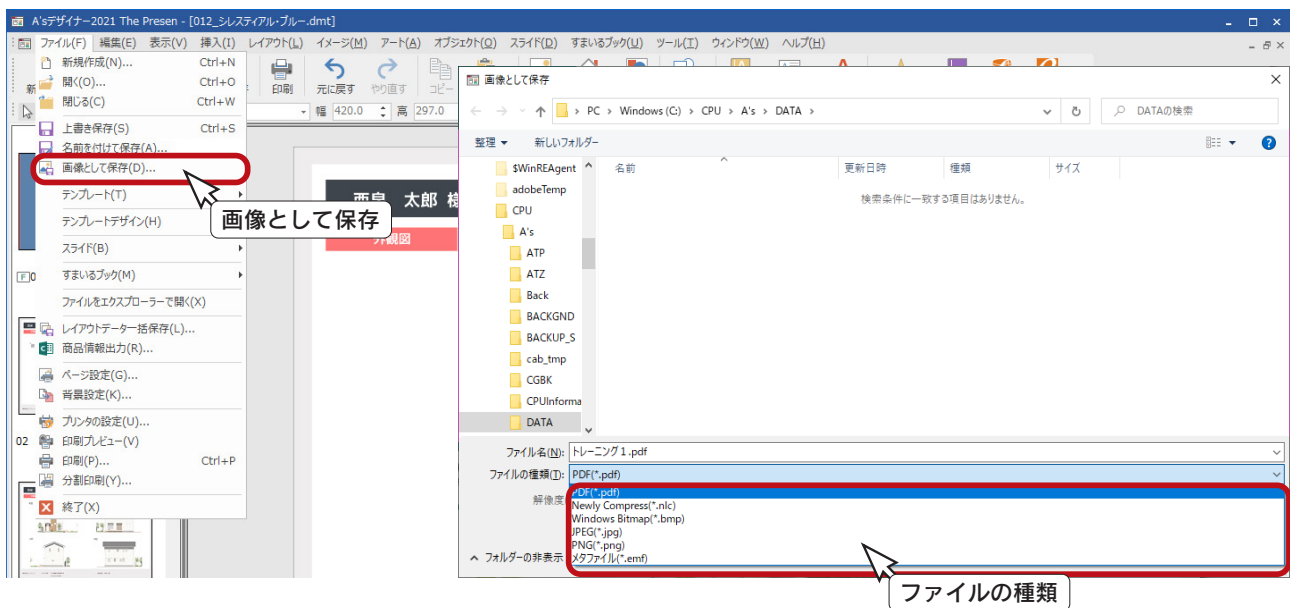 A'sデザイナー2021 The Presen - [012_シレスティアル・ブルー.dmt]
ファイル(F) 編集(E) 表示(V) 挿入(I) レイアウト(L) イメージ(M) アート(A) オブジェクト(O) スライド(D) すまいるブック(U) ツール(T) ウィンドウ(W) ヘルプ(H)
新規作成(N)... Ctrl+N
開く(O)... Ctrl+O
閉じる(C) Ctrl+W
上書き保存(S) Ctrl+S
名前を付けて保存(A)...
画像として保存(D)...
テンプレート(T)
テンプレートデザイン(H)
スライド(B)
すまいるブック(M)
ファイルをエクスプローラーで開く(X)
レイアウトデータ一括保存(L)...
商品情報出力(R)...
ページ設定(G)...
背景設定(K)...
プリンタの設定(U)...
印刷プレビュー(V)
印刷(P)... Ctrl+P
分割印刷(Y)...
終了(X)
新
印刷 元に戻す やり直す コピー
幅 420.0 高 297.0
太郎 様
外観図
F 0
02
画像として保存
画像として保存
PC › Windows (C:) › CPU › A's › DATA ›
DATAの検索
整理 新しいフォルダー
名前 更新日時 種類 サイズ
検索条件に一致する項目はありません。
$WinREAgent
adobeTemp
CPU
A's
ATP
ATZ
Back
BACKGND
BACKUP_S
cab_tmp
CGBK
CPUInforma
DATA
ファイル名(N): トレーニング1.pdf
ファイルの種類(T): PDF(*.pdf)
解像度
PDF(*.pdf)
Newly Compress(*.nlc)
Windows Bitmap(*.bmp)
JPEG(*.jpg)
PNG(*.png)
メタファイル(*.emf)
フォルダーの非表示
ファイルの種類